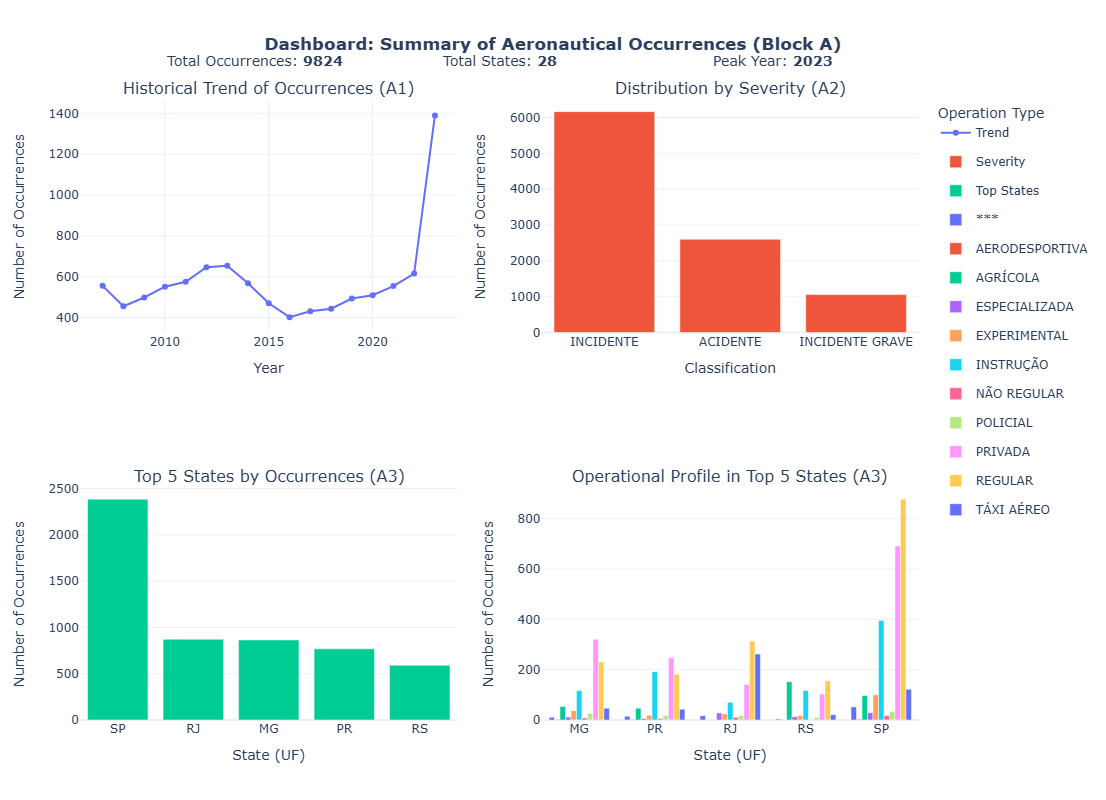 Dashboard: Summary of Aeronautical Occurrences (Block A)
Total Occurrences: 9824
Total States: 28
Peak Year: 2023
Historical Trend of Occurrences (A1)
Number of Occurrences
1400
1200
1000
800
600
400
2010
2015
2020
Year
Distribution by Severity (A2)
Number of Occurrences
6000
5000
4000
3000
2000
1000
0
INCIDENTE
ACIDENTE
INCIDENTE GRAVE
Classification
Operation Type
Trend
Severity
Top States
***
AERODESPORTIVA
AGRÍCOLA
ESPECIALIZADA
EXPERIMENTAL
INSTRUÇÃO
NÃO REGULAR
POLICIAL
PRIVADA
REGULAR
TÁXI AÉREO
Top 5 States by Occurrences (A3)
Number of Occurrences
2500
2000
1500
1000
500
0
SP
RJ
MG
PR
RS
State (UF)
Operational Profile in Top 5 States (A3)
Number of Occurrences
800
600
400
200
0
MG
PR
RJ
RS
SP
State (UF)